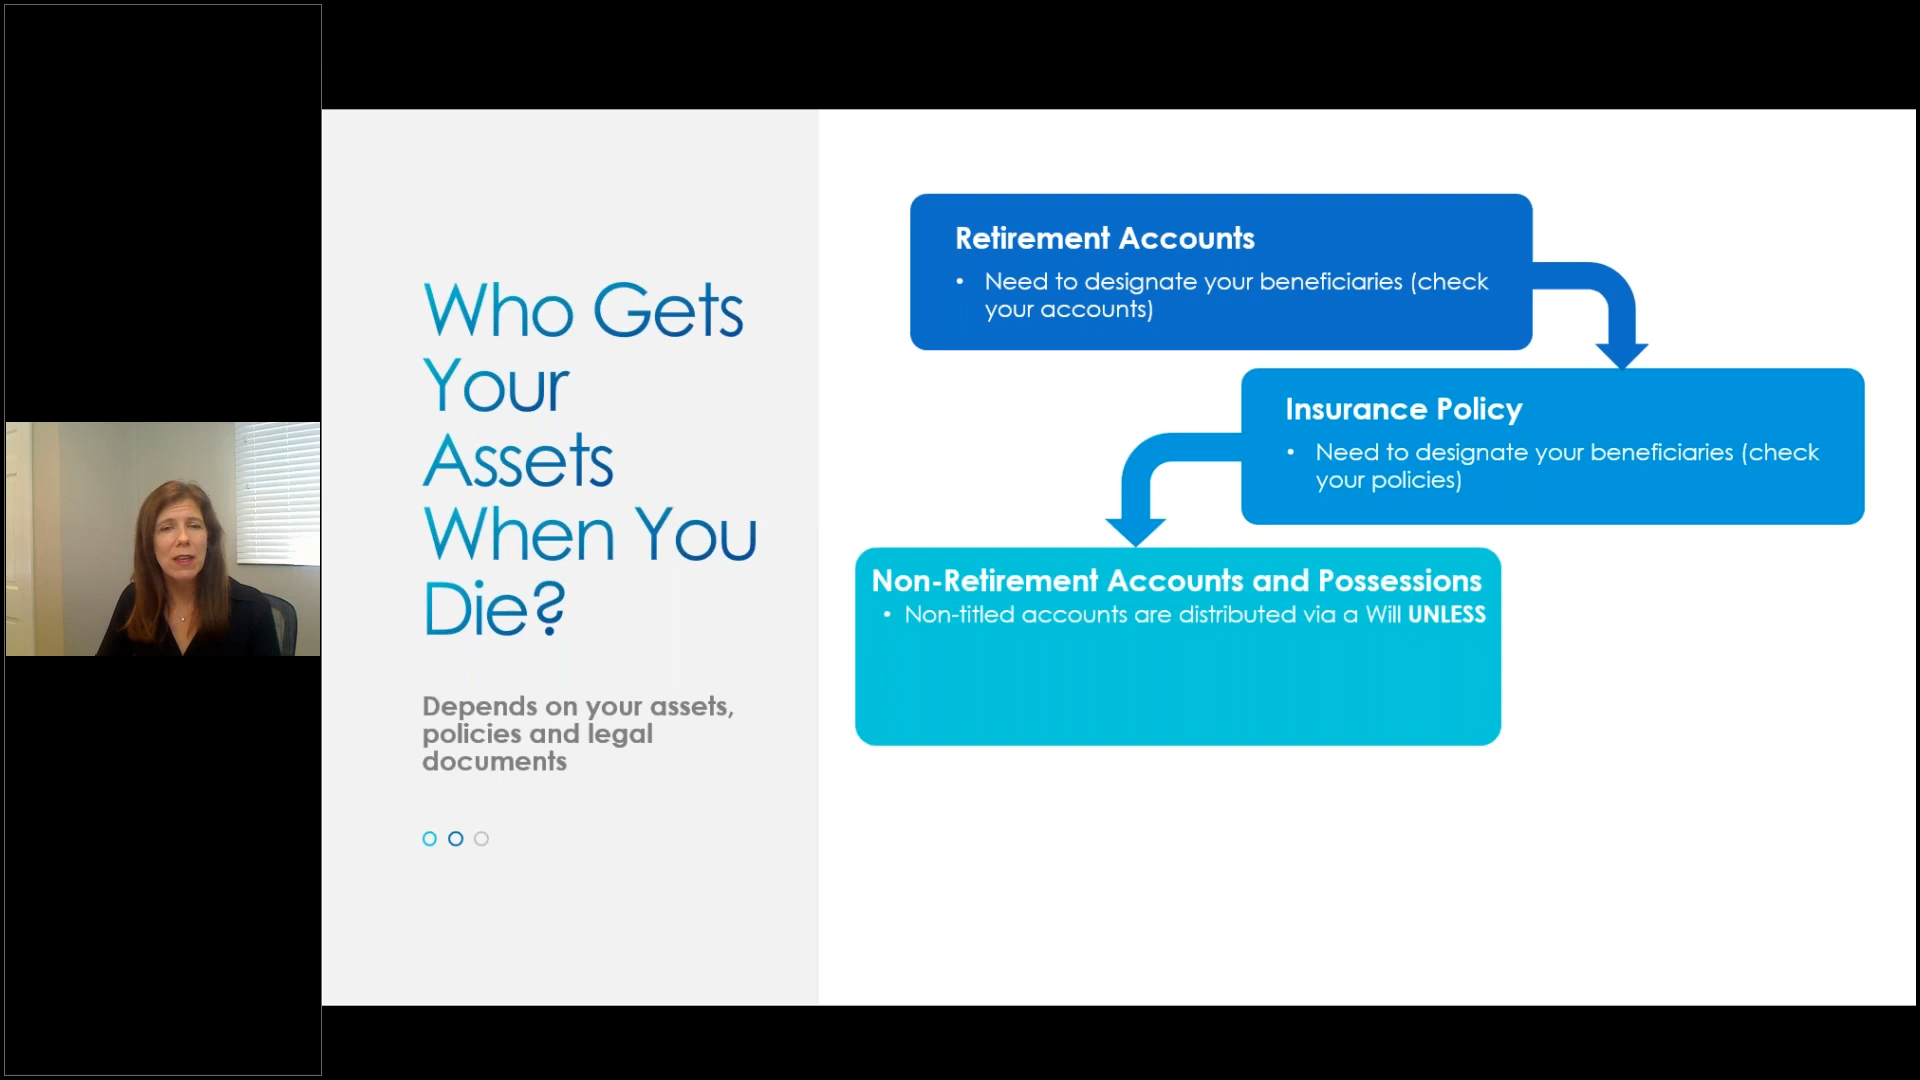 Who Gets
Your
Assets
When You
Die?
Depends on your assets,
policies and legal
documents
Retirement Accounts
• Need to designate your beneficiaries (check
your accounts)
Insurance Policy
• Need to designate your beneficiaries (check
your policies)
Non-Retirement Accounts and Possessions
• Non-titled accounts are distributed via a Will UNLESS